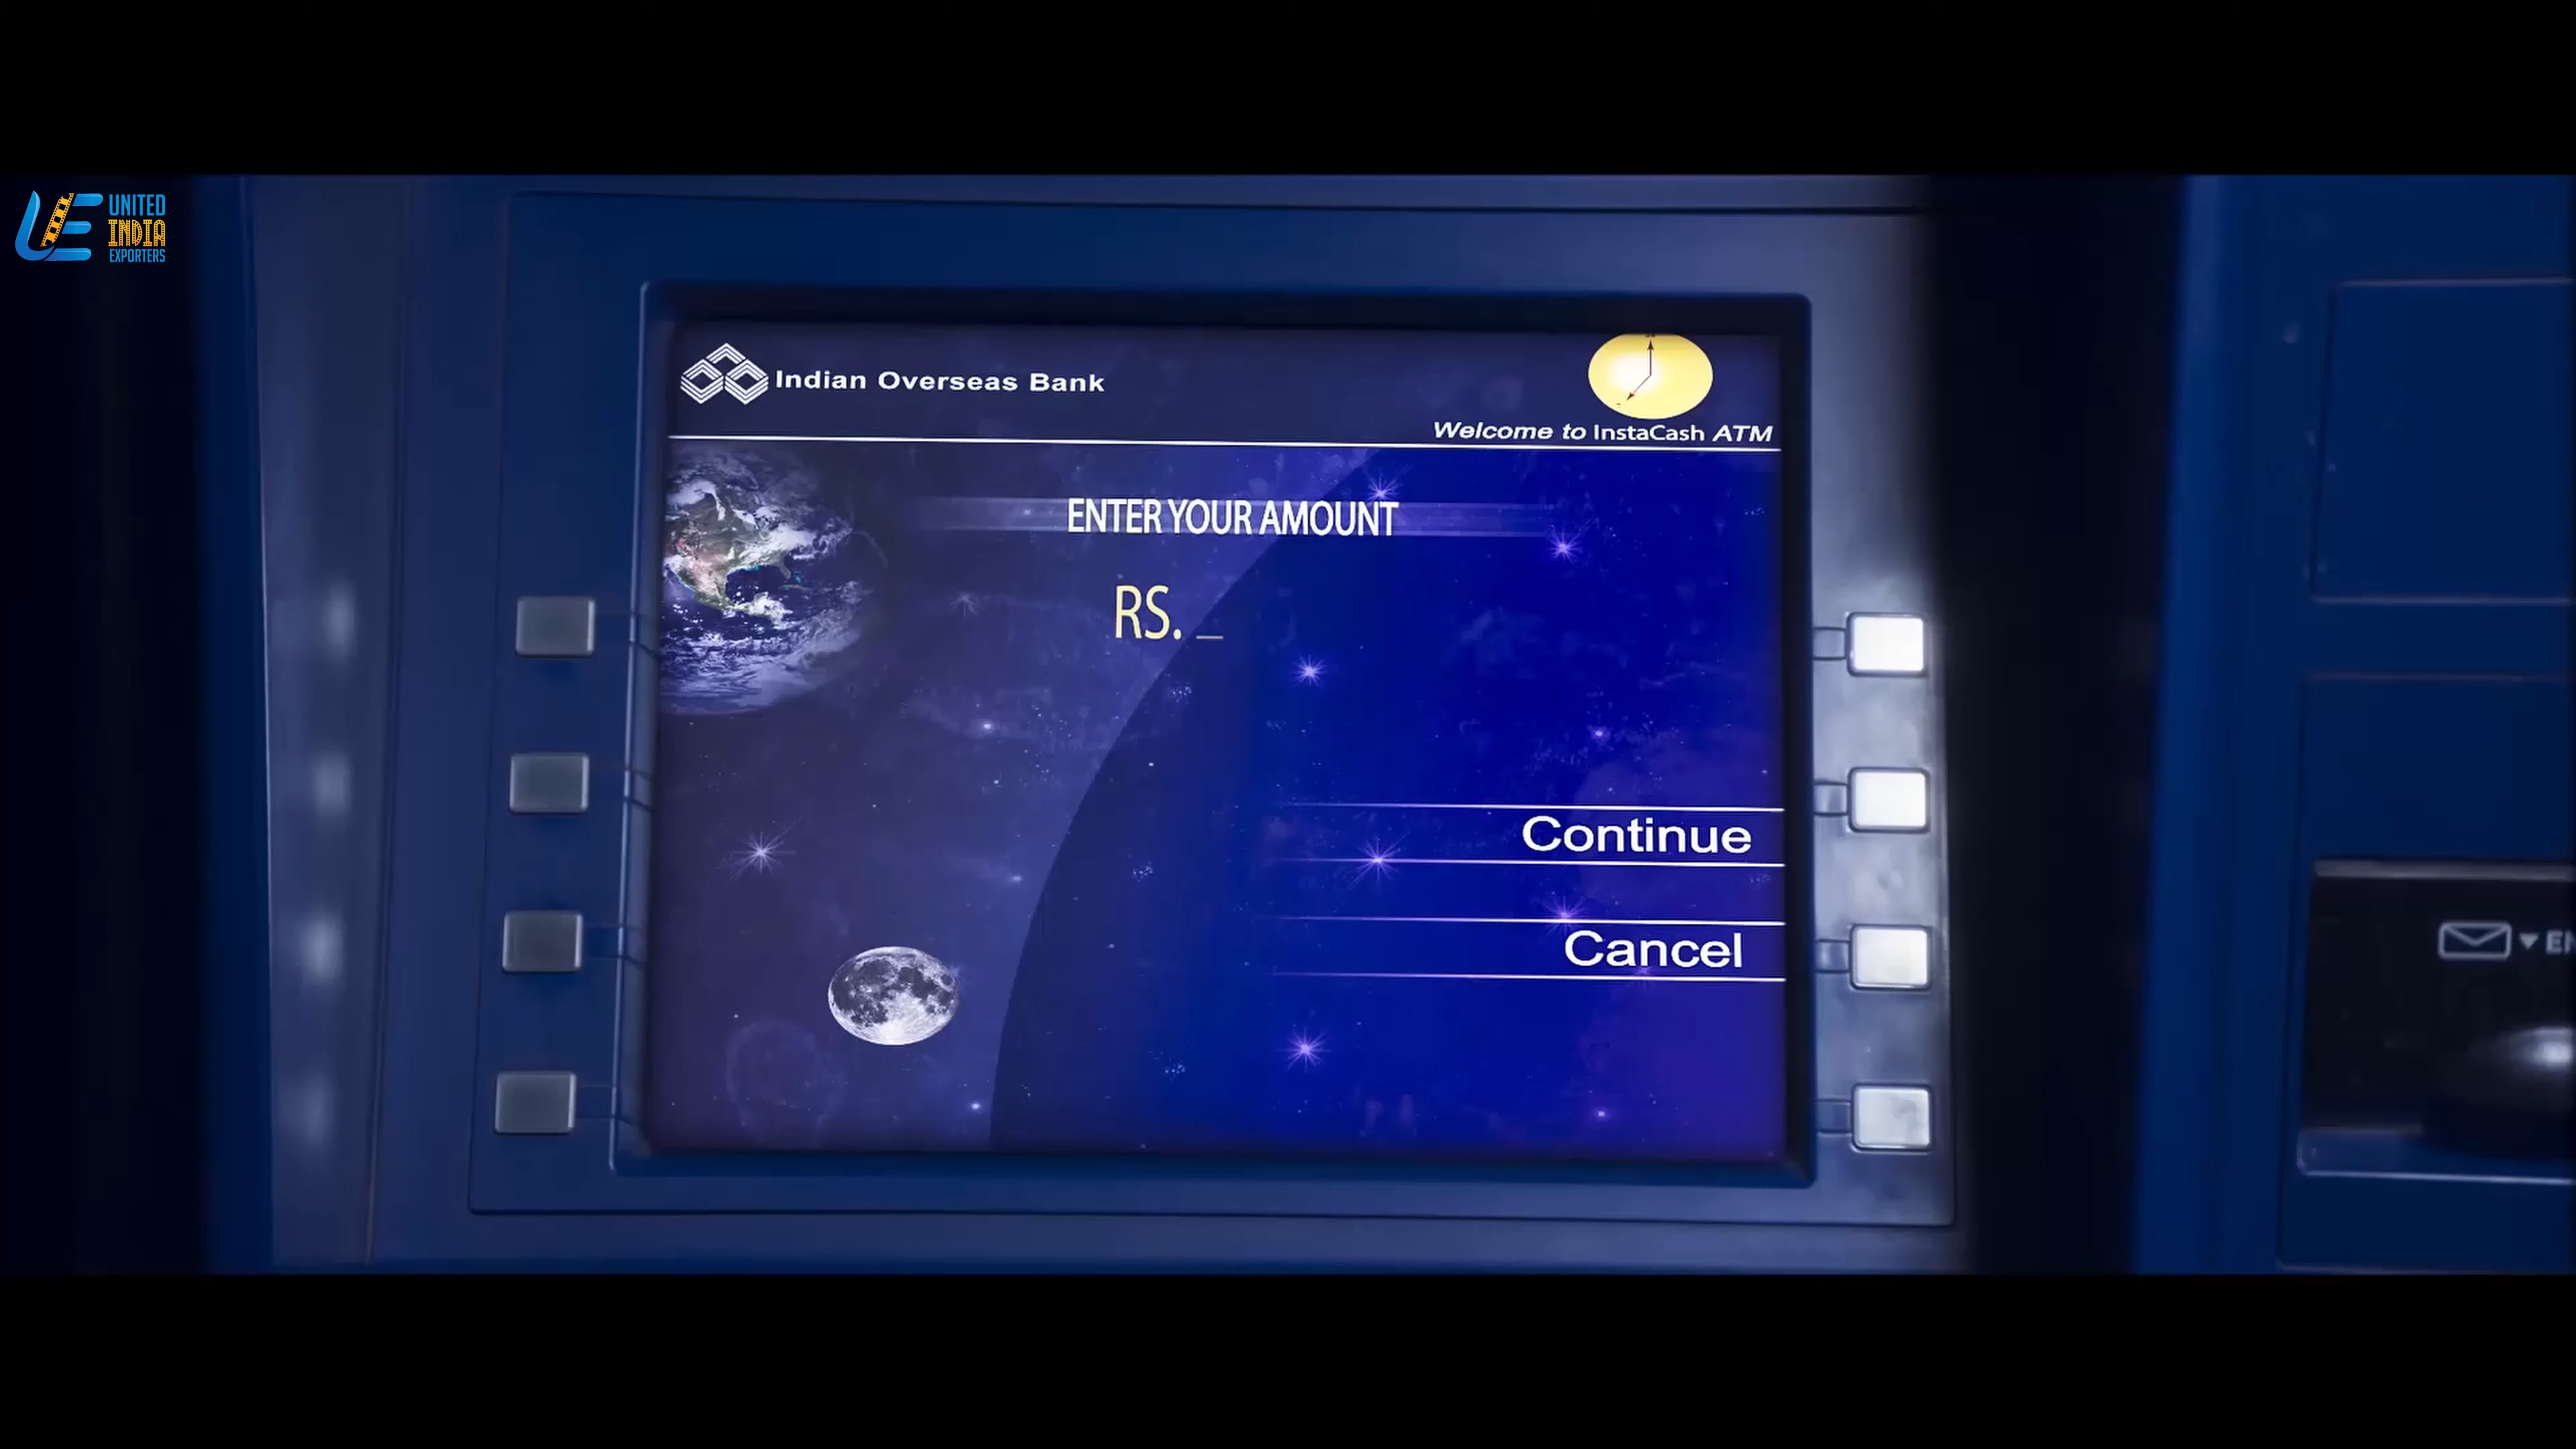 UNITED
INDIA
EXPORTERS
Indian Overseas Bank
Welcome to InstaCash ATM
ENTER YOUR AMOUNT
RS. _
Continue
Cancel